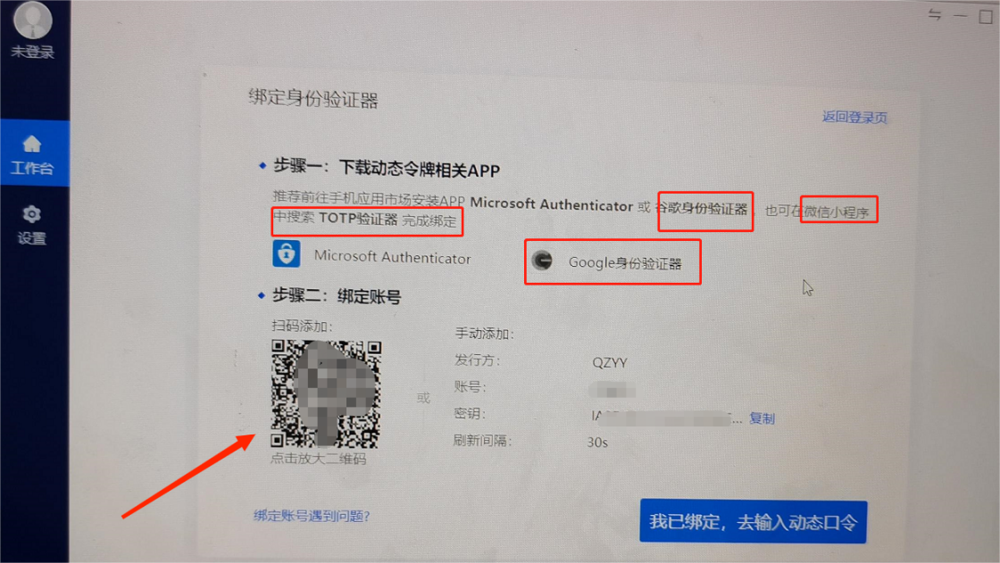 未登录
绑定身份验证器
返回登录页
工作台
步骤一：下载动态令牌相关APP
推荐前往手机应用市场安装APP Microsoft Authenticator 或 谷歌身份验证器，也可在微信小程序
中搜索 TOTP验证器 完成绑定
设置
Microsoft Authenticator
Google身份验证器
步骤二：绑定账号
扫码添加：
手动添加：
发行方：
QZYY
账号：
或
密钥：
... 复制
刷新间隔：
30s
点击放大二维码
绑定账号遇到问题?
我已绑定，去输入动态口令